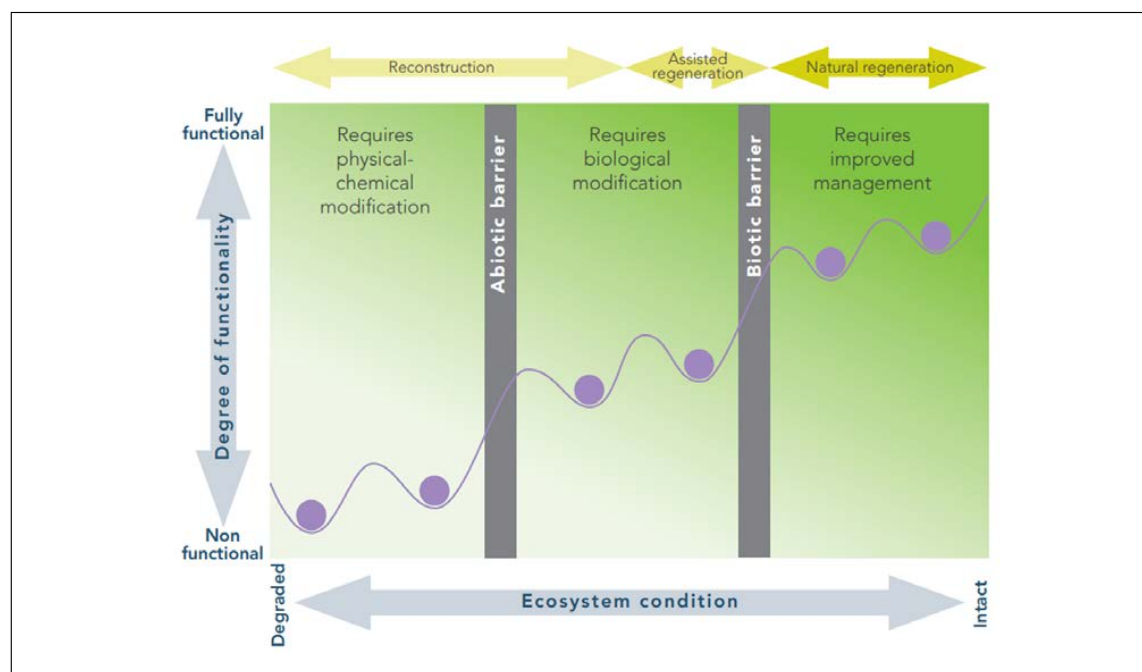 Reconstruction
Assisted
regeneration
Natural regeneration
Fully
functional
Degree of functionality
Non
functional
Requires
physical-
chemical
modification
Abiotic barrier
Requires
biological
modification
Biotic barrier
Requires
improved
management
Degraded
Ecosystem condition
Intact